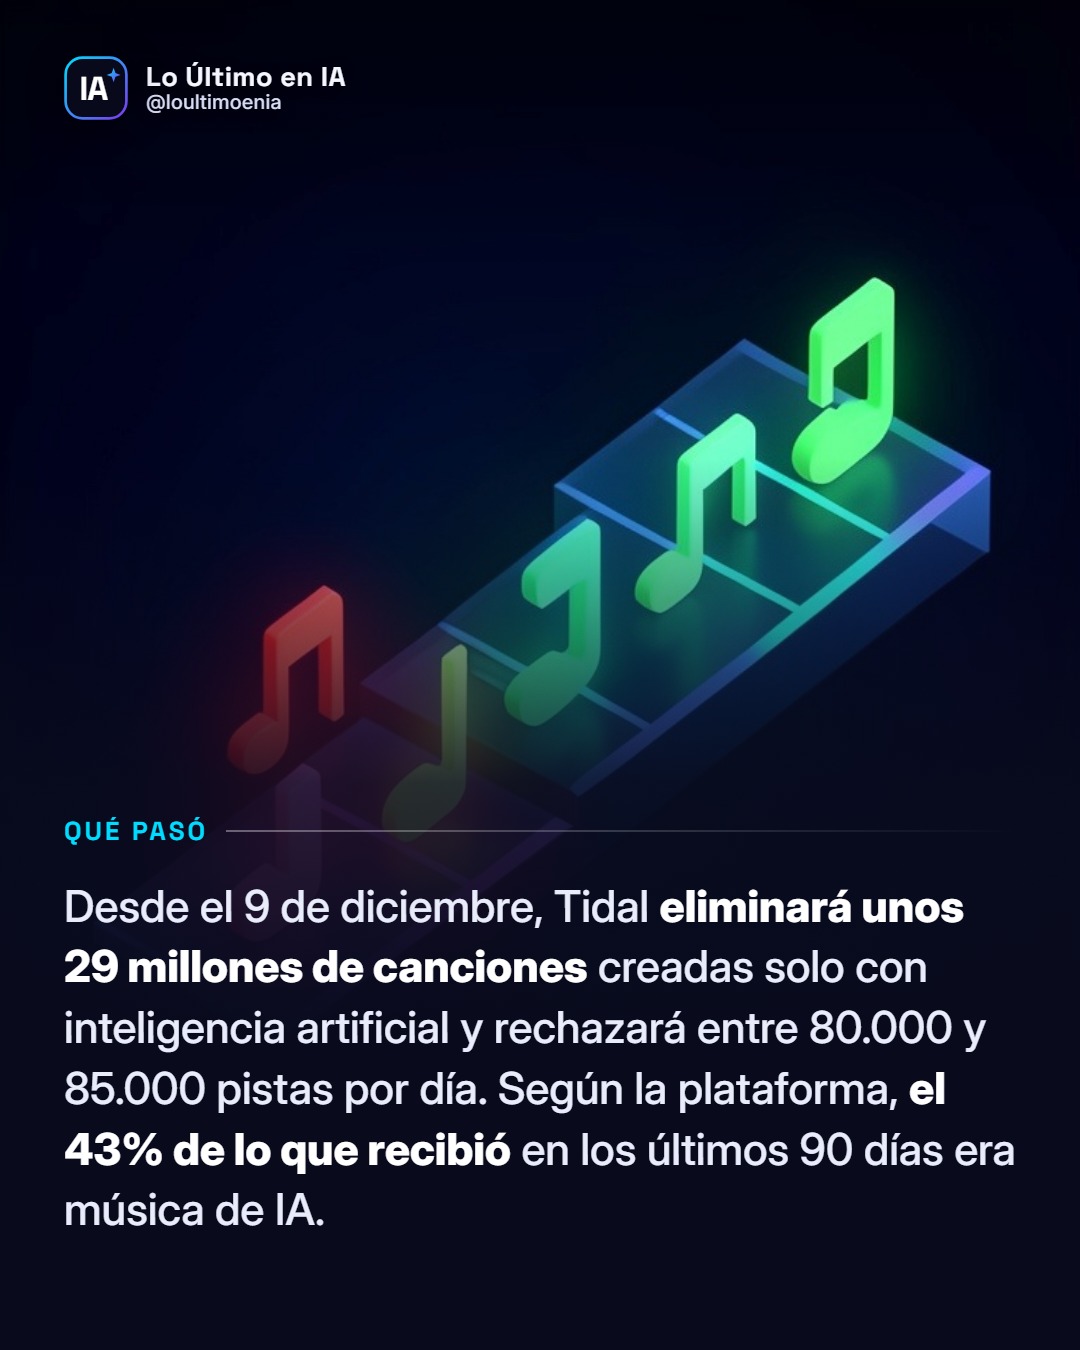 IA
Lo Último en IA
@loultimoenia
QUÉ PASÓ
Desde el 9 de diciembre, Tidal eliminará unos
29 millones de canciones creadas solo con
inteligencia artificial y rechazará entre 80.000 y
85.000 pistas por día. Según la plataforma, el
43% de lo que recibió en los últimos 90 días era
música de IA.